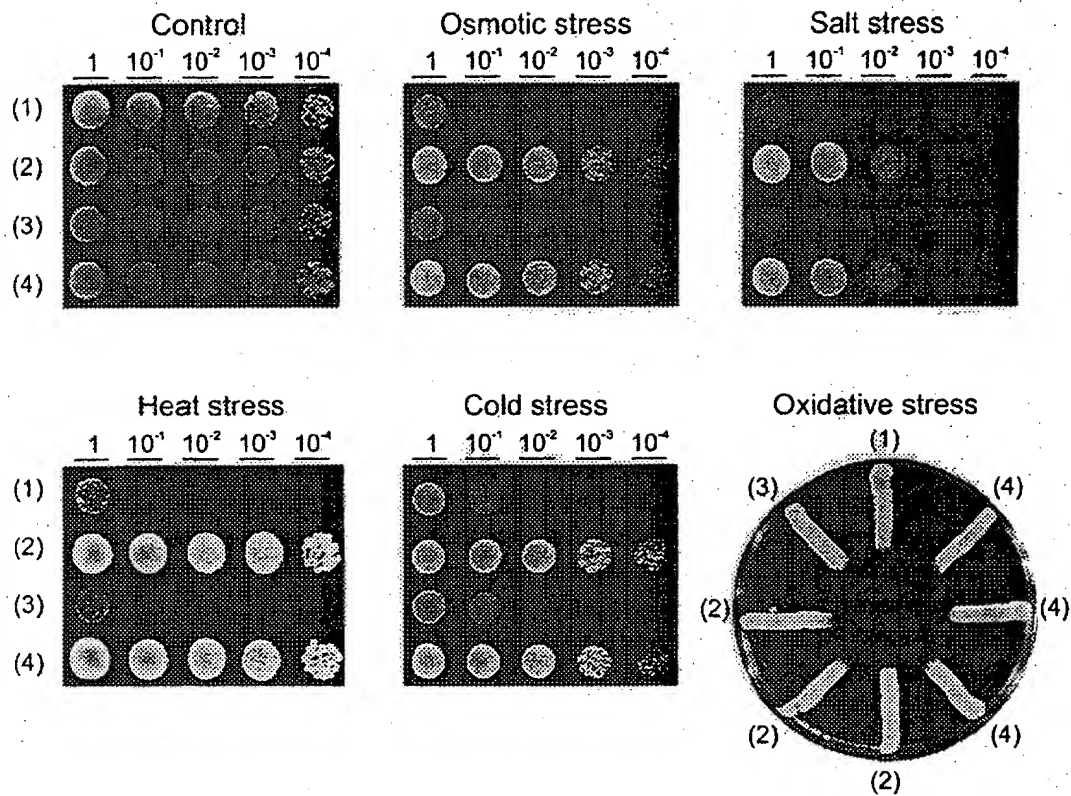 Control Osmotic stress Salt stress
1 10⁻¹ 10⁻² 10⁻³ 10⁻⁴ 1 10⁻¹ 10⁻² 10⁻³ 10⁻⁴ 1 10⁻¹ 10⁻² 10⁻³ 10⁻⁴
(1)
(2)
(3)
(4)
Heat stress Cold stress Oxidative stress
1 10⁻¹ 10⁻² 10⁻³ 10⁻⁴ 1 10⁻¹ 10⁻² 10⁻³ 10⁻⁴ (1)
(1) (3) (4)
(2)
(3) (2) (4)
(4)
(2) (4)
(2)